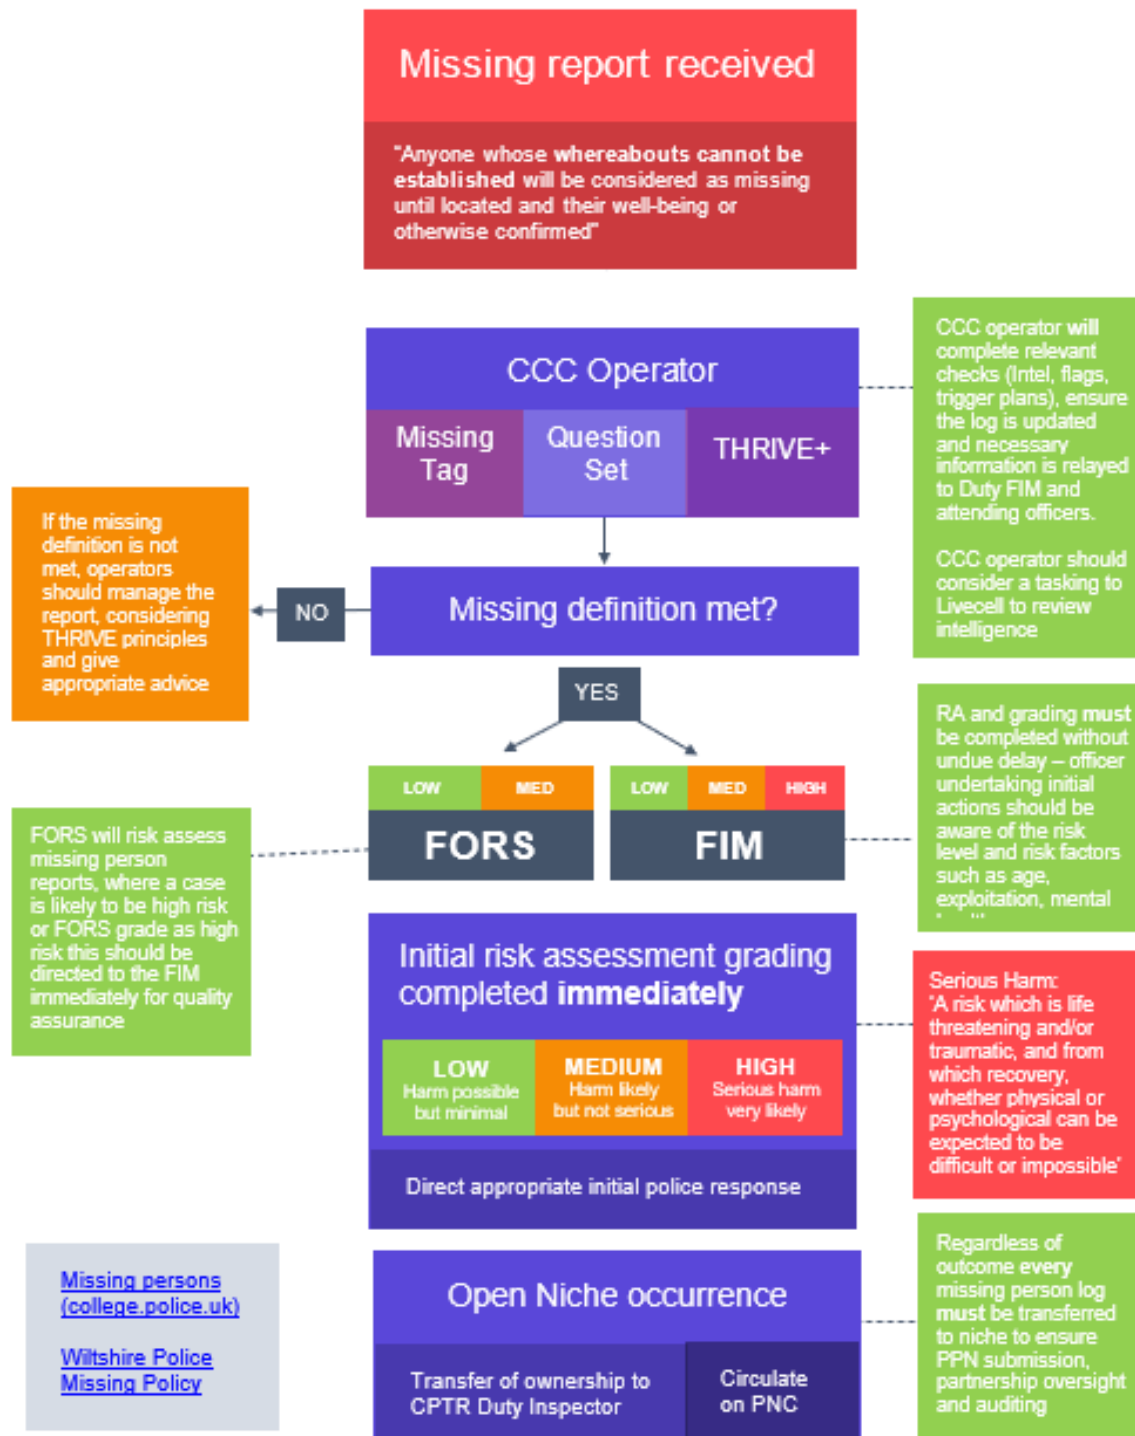 Missing report received
"Anyone whose whereabouts cannot be
established will be considered as missing
until located and their well-being or
otherwise confirmed"
CCC Operator
Missing
Tag
Question
Set
THRIVE+
CCC operator will
complete relevant
checks (Intel, flags,
trigger plans), ensure
the log is updated
and necessary
information is relayed
to Duty FIM and
attending officers.
CCC operator should
consider a tasking to
Livecell to review
intelligence
Missing definition met?
NO
If the missing
definition is not
met, operators
should manage the
report, considering
THRIVE principles
and give
appropriate advice
YES
LOW
MED
FORS
LOW
MED
HIGH
FIM
RA and grading must
be completed without
undue delay – officer
undertaking initial
actions should be
aware of the risk
level and risk factors
such as age,
exploitation, mental
FORS will risk assess
missing person
reports, where a case
is likely to be high risk
or FORS grade as high
risk this should be
directed to the FIM
immediately for quality
assurance
Initial risk assessment grading
completed immediately
LOW
Harm possible
but minimal
MEDIUM
Harm likely
but not serious
HIGH
Serious harm
very likely
Direct appropriate initial police response
Serious Harm:
'A risk which is life
threatening and/or
traumatic, and from
which recovery,
whether physical or
psychological can be
expected to be
difficult or impossible'
Open Niche occurrence
Transfer of ownership to
CPTR Duty Inspector
Circulate
on PNC
Regardless of
outcome every
missing person log
must be transferred
to niche to ensure
PPN submission,
partnership oversight
and auditing
Missing persons
(college.police.uk)
Wiltshire Police
Missing Policy